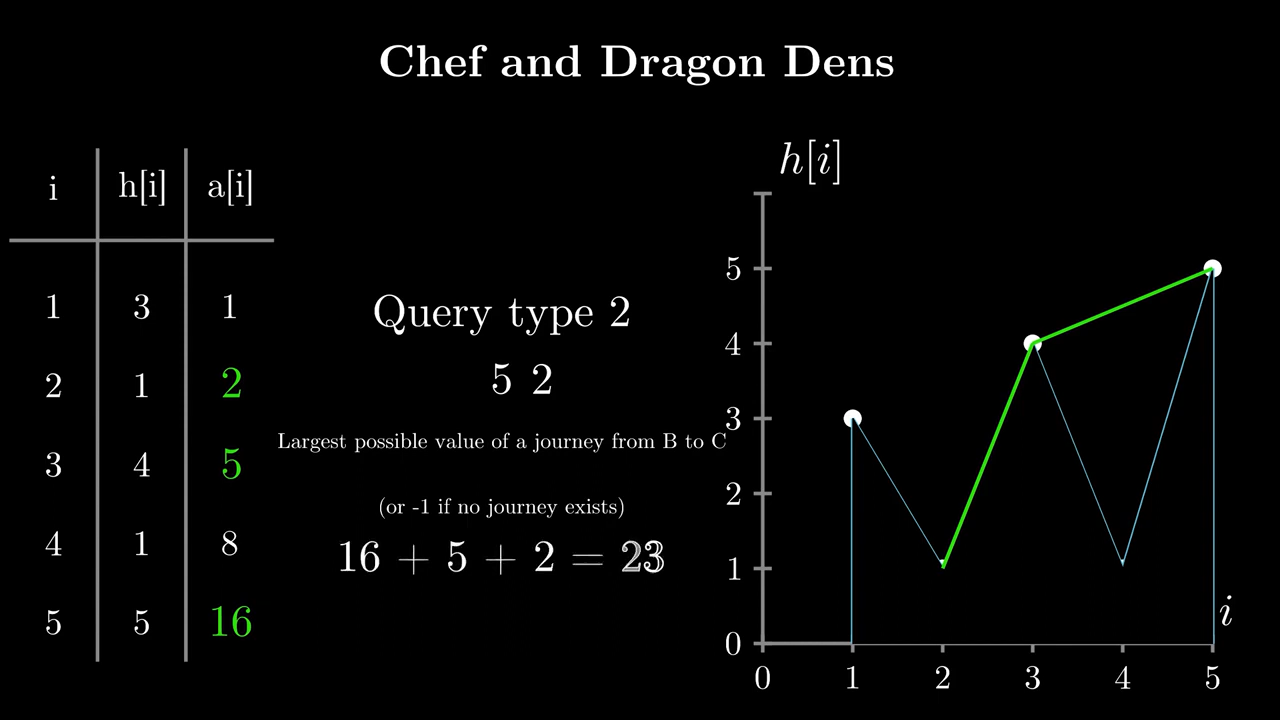 Chef and Dragon Dens
i h[i] a[i]
1 3 1
2 1 2
3 4 5
4 1 8
5 5 16
Query type 2
5 2
Largest possible value of a journey from B to C
(or -1 if no journey exists)
16 + 5 + 2 = 23
h[i]
5
4
3
2
1
0
0 1 2 3 4 5
i